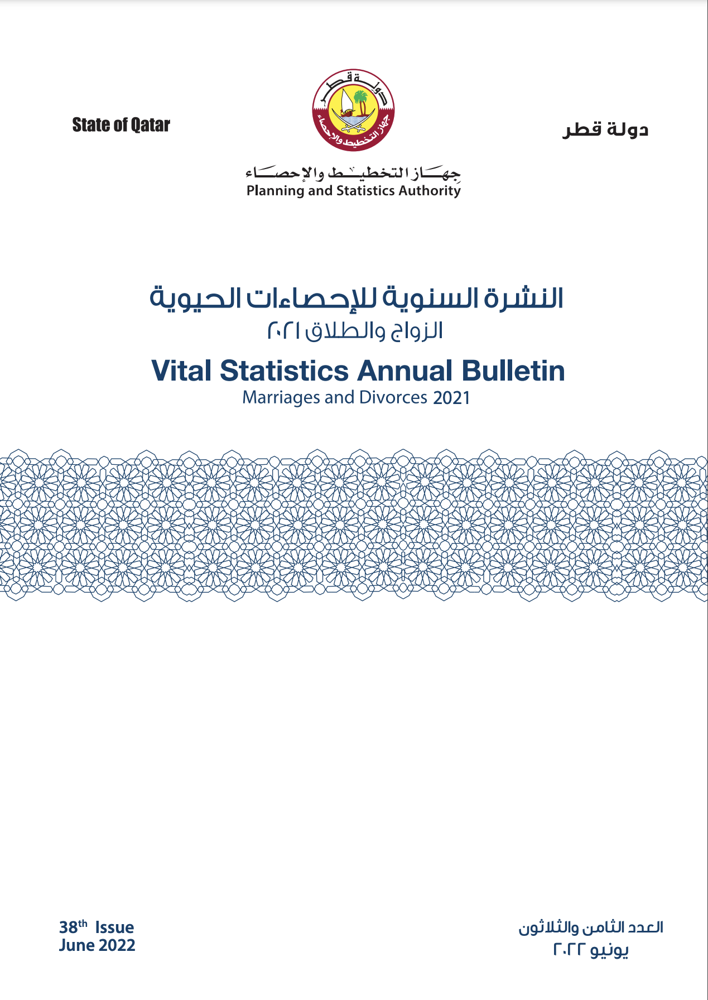 State of Qatar
دولة قطر
دولة قطر
جهاز التخطيط والإحصاء
جهاز التخطيط والإحصاء
Planning and Statistics Authority
النشرة السنوية للإحصاءات الحيوية
الزواج والطلاق ٢٠٢١
Vital Statistics Annual Bulletin
Marriages and Divorces 2021
38th Issue
June 2022
العدد الثامن والثلاثون
يونيو ٢٠٢٢